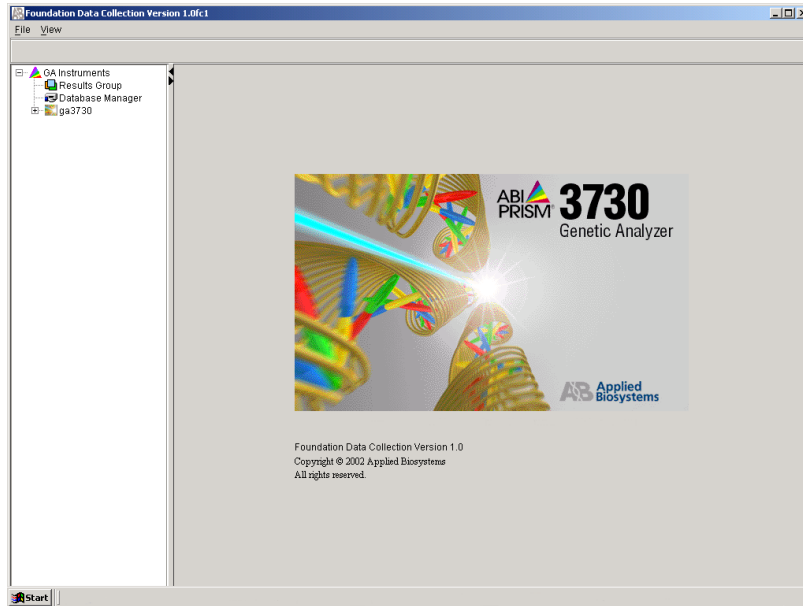 Foundation Data Collection Version 1.0fc1
File View
GA Instruments
Results Group
Database Manager
ga3730
ABI PRISM® 3730
Genetic Analyzer
AB Applied Biosystems
Foundation Data Collection Version 1.0
Copyright © 2002 Applied Biosystems
All rights reserved.
Start